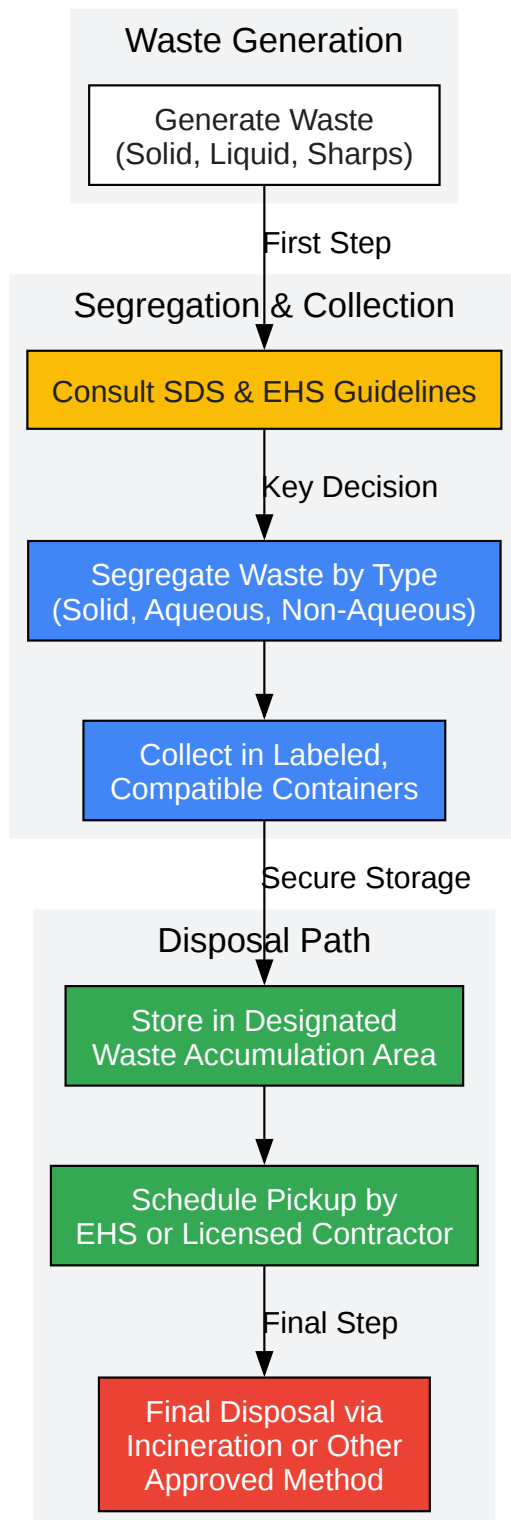 Waste Generation
Generate Waste
(Solid, Liquid, Sharps)
First Step
Segregation & Collection
Consult SDS & EHS Guidelines
Key Decision
Segregate Waste by Type
(Solid, Aqueous, Non-Aqueous)
Collect in Labeled,
Compatible Containers
Secure Storage
Disposal Path
Store in Designated
Waste Accumulation Area
Schedule Pickup by
EHS or Licensed Contractor
Final Step
Final Disposal via
Incineration or Other
Approved Method